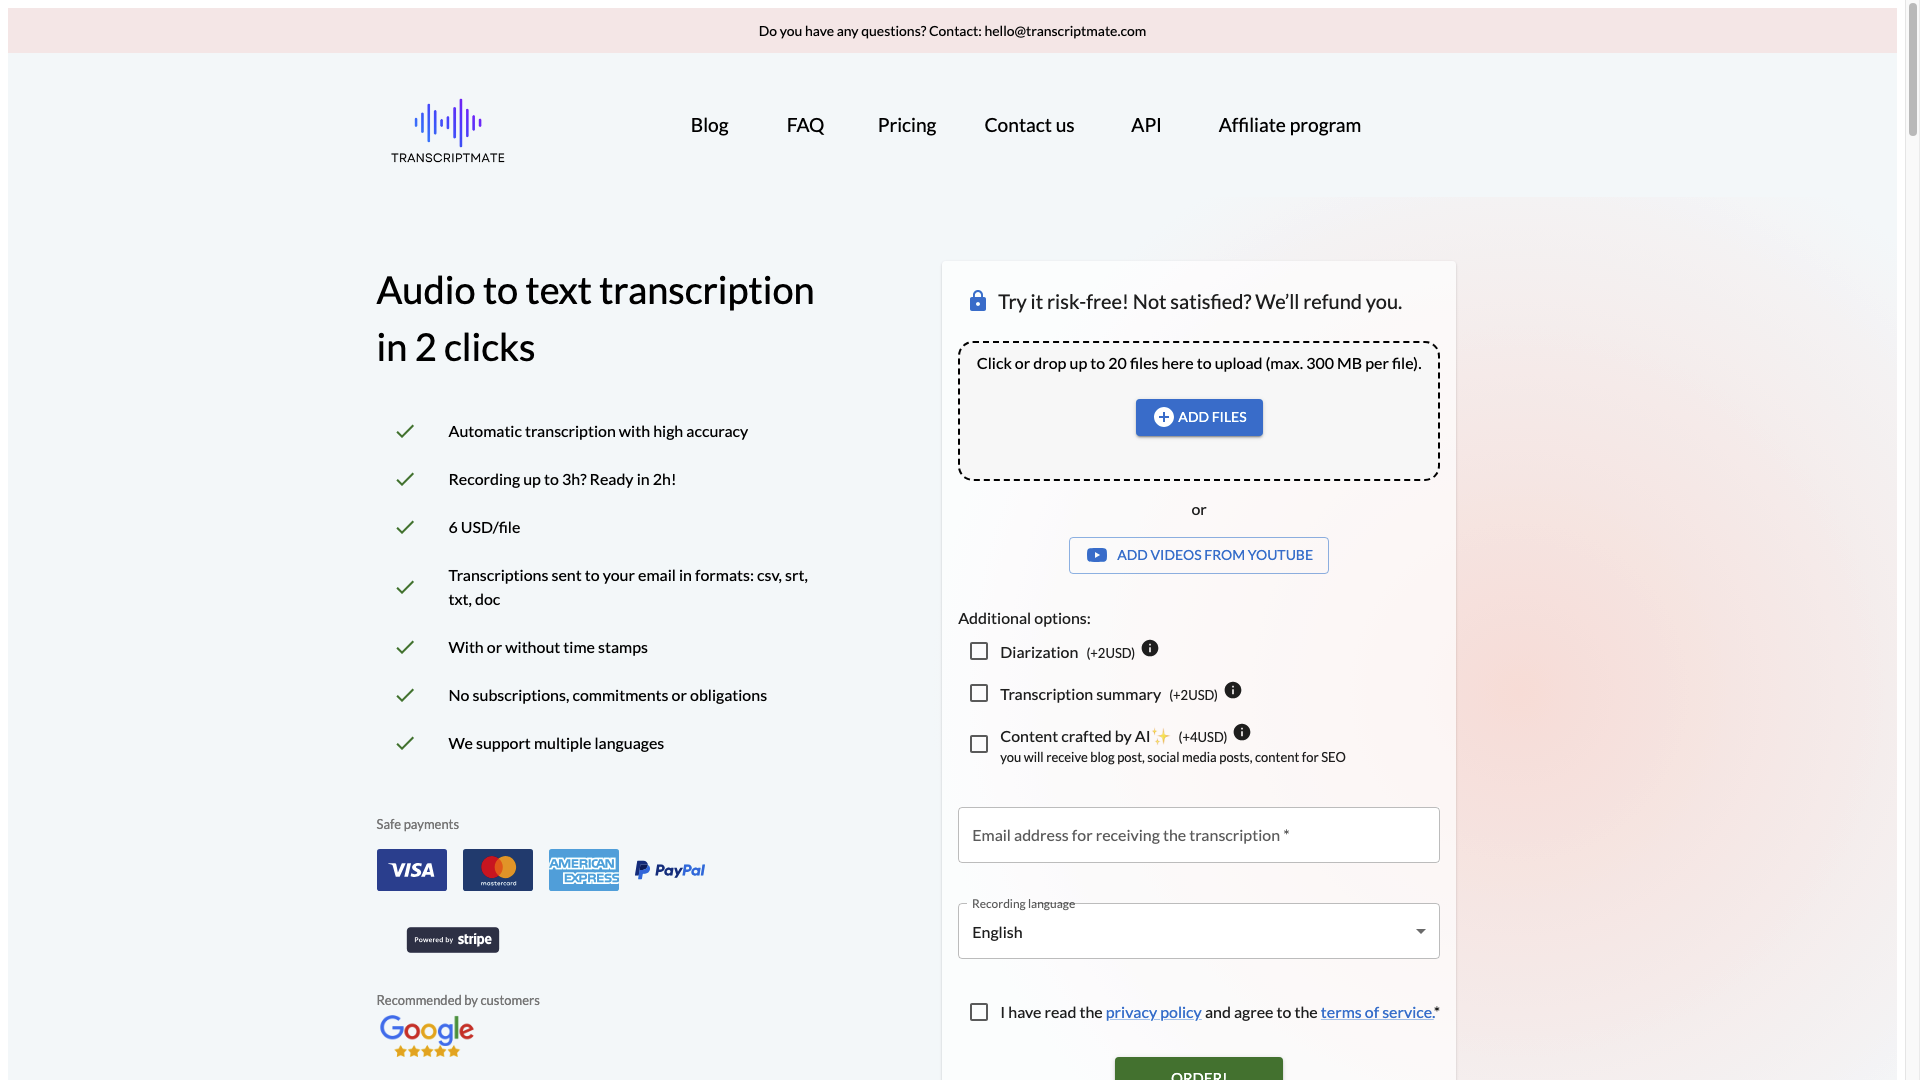 Do you have any questions? Contact: hello@transcriptmate.com
TRANSCRIPTMATE
Blog
FAQ
Pricing
Contact us
API
Affiliate program
Audio to text transcription
in 2 clicks
Automatic transcription with high accuracy
Recording up to 3h? Ready in 2h!
6 USD/file
Transcriptions sent to your email in formats: csv, srt,
txt, doc
With or without time stamps
No subscriptions, commitments or obligations
We support multiple languages
Safe payments
VISA
mastercard
AMERICAN
EXPRESS
PayPal
Powered by stripe
Recommended by customers
Google
Try it risk-free! Not satisfied? We’ll refund you.
Click or drop up to 20 files here to upload (max. 300 MB per file).
ADD FILES
or
ADD VIDEOS FROM YOUTUBE
Additional options:
Diarization (+2USD)
Transcription summary (+2USD)
Content crafted by AI✨ (+4USD)
you will receive blog post, social media posts, content for SEO
Email address for receiving the transcription *
Recording language
English
I have read the privacy policy and agree to the terms of service.*
ORDER!